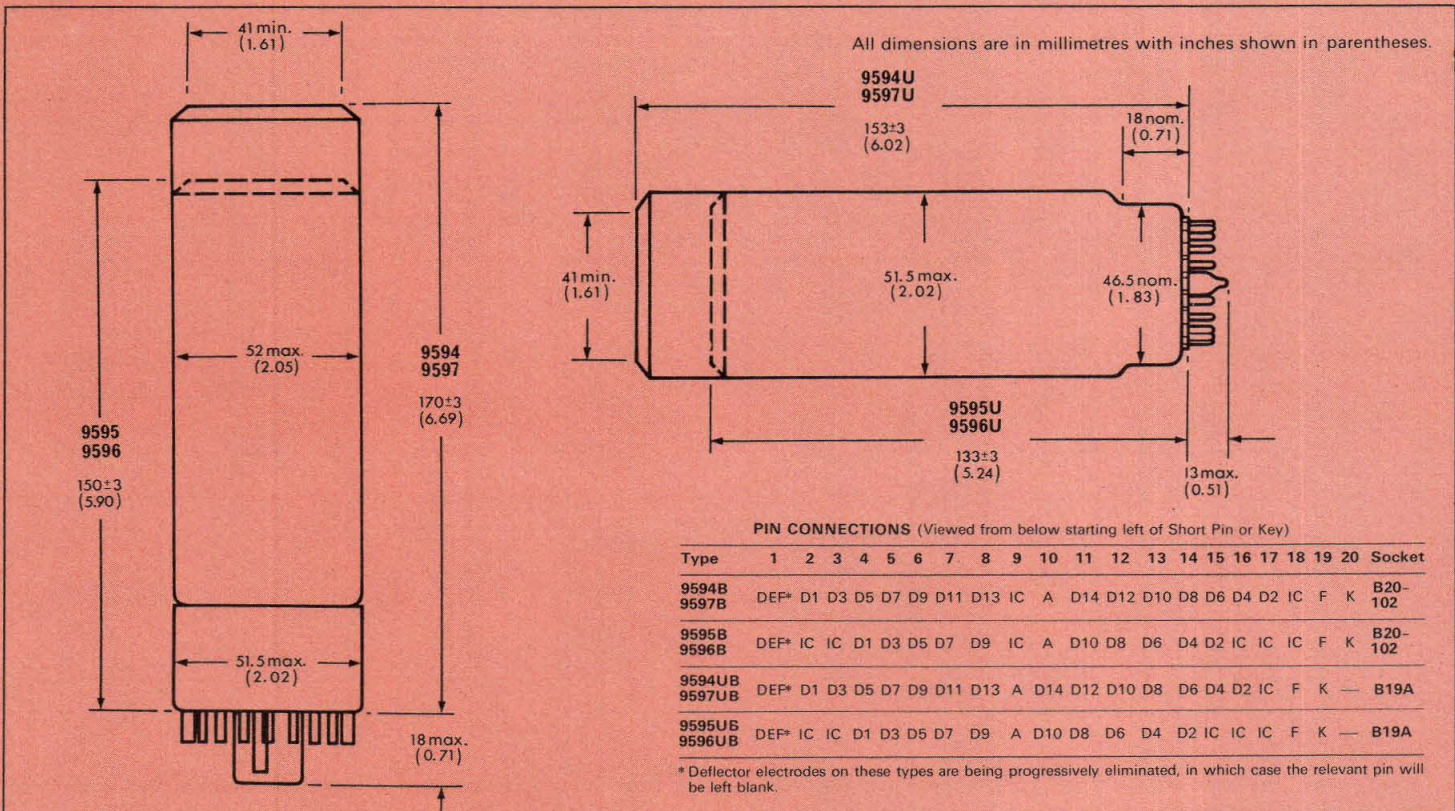 All dimensions are in millimetres with inches shown in parentheses.
41 min.
(1.61)
9595
9596
150±3
(5.90)
52 max.
(2.05)
9594
9597
170±3
(6.69)
51.5 max.
(2.02)
18 max.
(0.71)
9594U
9597U
153±3
(6.02)
18 nom.
(0.71)
41 min.
(1.61)
51.5 max.
(2.02)
46.5 nom.
(1.83)
9595U
9596U
133±3
(5.24)
13 max.
(0.51)
PIN CONNECTIONS (Viewed from below starting left of Short Pin or Key)
Type 1 2 3 4 5 6 7 8 9 10 11 12 13 14 15 16 17 18 19 20 Socket
9594B
9597B
DEF* D1 D3 D5 D7 D9 D11 D13 IC A D14 D12 D10 D8 D6 D4 D2 IC F K
B20-
102
9595B
9596B
DEF* IC IC D1 D3 D5 D7 D9 IC A D10 D8 D6 D4 D2 IC IC IC F K
B20-
102
9594UB
9597UB
DEF* D1 D3 D5 D7 D9 D11 D13 A D14 D12 D10 D8 D6 D4 D2 IC F K — B19A
9595UB
9596UB
DEF* IC IC D1 D3 D5 D7 D9 A D10 D8 D6 D4 D2 IC IC IC F K — B19A
* Deflector electrodes on these types are being progressively eliminated, in which case the relevant pin will
be left blank.